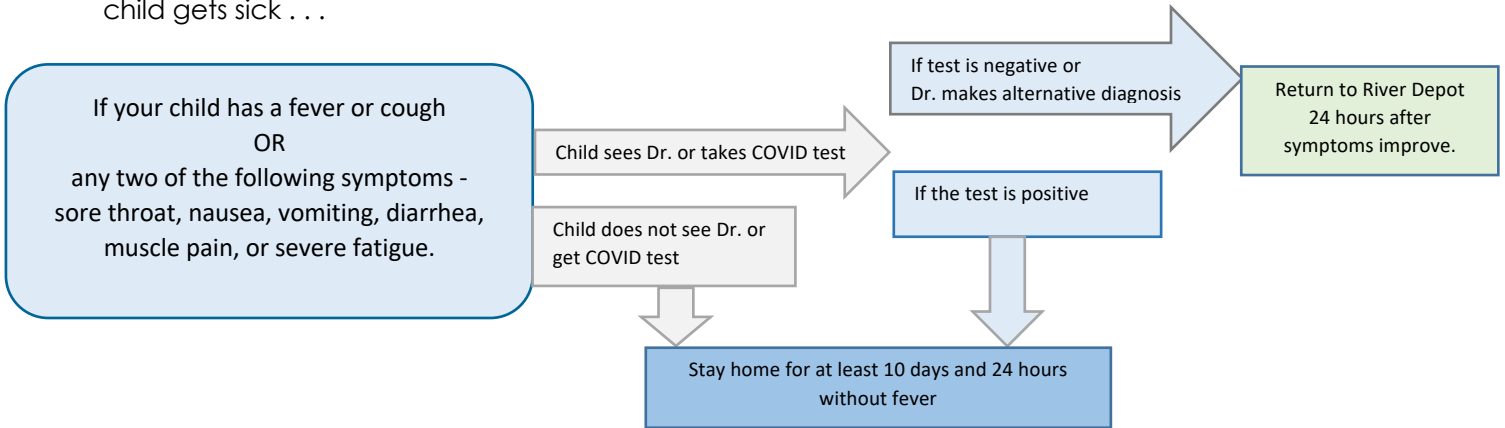 child gets sick . . .
If your child has a fever or cough
OR
any two of the following symptoms -
sore throat, nausea, vomiting, diarrhea,
muscle pain, or severe fatigue.
Child sees Dr. or takes COVID test
Child does not see Dr. or
get COVID test
If test is negative or
Dr. makes alternative diagnosis
If the test is positive
Return to River Depot
24 hours after
symptoms improve.
Stay home for at least 10 days and 24 hours
without fever